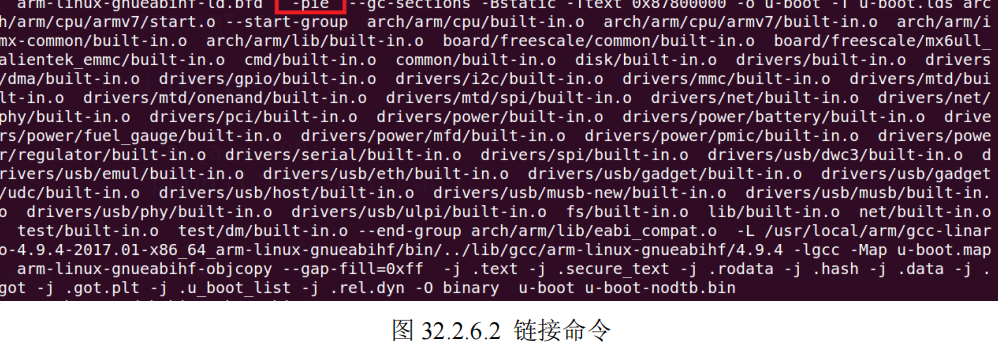 arm-linux-gnueabihf-ld.bfd -pie --gc-sections -Bstatic -Ttext 0x87800000 -o u-boot -T u-boot.lds arc
h/arm/cpu/armv7/start.o --start-group arch/arm/cpu/built-in.o arch/arm/cpu/armv7/built-in.o arch/arm/i
mx-common/built-in.o arch/arm/lib/built-in.o board/freescale/common/built-in.o board/freescale/mx6ull_
alientek_emmc/built-in.o cmd/built-in.o common/built-in.o disk/built-in.o drivers/built-in.o drivers
/dma/built-in.o drivers/gpio/built-in.o drivers/i2c/built-in.o drivers/mmc/built-in.o drivers/mtd/bui
lt-in.o drivers/mtd/onenand/built-in.o drivers/mtd/spi/built-in.o drivers/net/built-in.o drivers/net/
phy/built-in.o drivers/pci/built-in.o drivers/power/built-in.o drivers/power/battery/built-in.o drive
rs/power/fuel_gauge/built-in.o drivers/power/mfd/built-in.o drivers/power/pmic/built-in.o drivers/powe
r/regulator/built-in.o drivers/serial/built-in.o drivers/spi/built-in.o drivers/usb/dwc3/built-in.o d
rivers/usb/emul/built-in.o drivers/usb/eth/built-in.o drivers/usb/gadget/built-in.o drivers/usb/gadget
/udc/built-in.o drivers/usb/host/built-in.o drivers/usb/musb-new/built-in.o drivers/usb/musb/built-in.
o drivers/usb/phy/built-in.o drivers/usb/ulpi/built-in.o fs/built-in.o lib/built-in.o net/built-in.o
test/built-in.o test/dm/built-in.o --end-group arch/arm/lib/eabi_compat.o -L /usr/local/arm/gcc-linar
o-4.9.4-2017.01-x86_64_arm-linux-gnueabihf/bin/../lib/gcc/arm-linux-gnueabihf/4.9.4 -lgcc -Map u-boot.map
arm-linux-gnueabihf-objcopy --gap-fill=0xff -j .text -j .secure_text -j .rodata -j .hash -j .data -j .
got -j .got.plt -j .u_boot_list -j .rel.dyn -O binary u-boot u-boot-nodtb.bin
图 32.2.6.2 链接命令